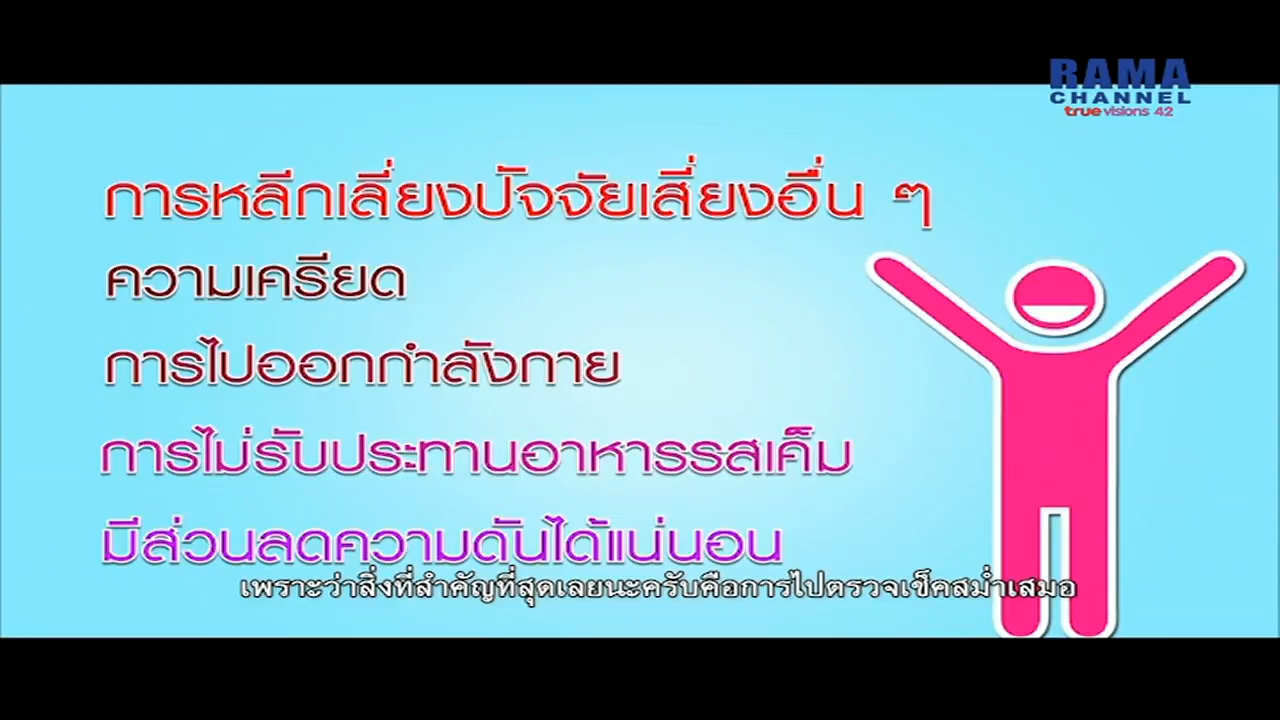 RAMA
CHANNEL
truevisions 42
การหลีกเลี่ยงปัจจัยเสี่ยงอื่น ๆ
ความเครียด
การไปออกกำลังกาย
การไม่รับประทานอาหารรสเค็ม
มีส่วนลดความดันได้แน่นอน
เพราะว่าสิ่งที่สำคัญที่สุดเลยนะครับคือการไปตรวจเช็คสม่ำเสมอ